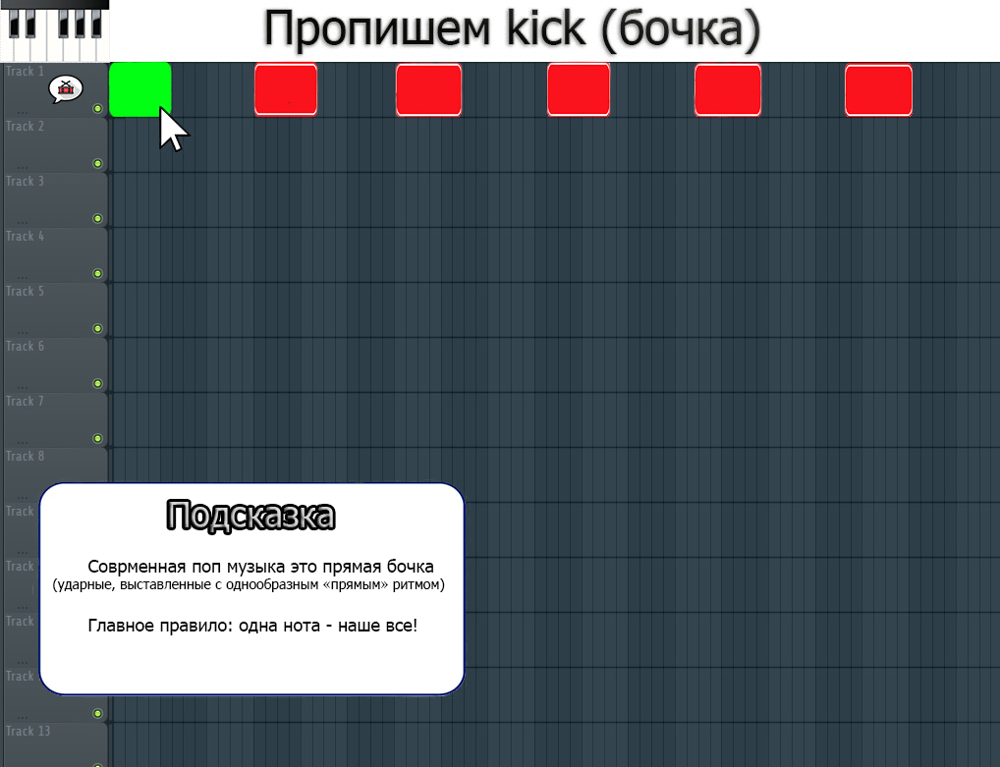 Пропишем kick (бочка)
Track 1
Track 2
Track 3
Track 4
Track 5
Track 6
Track 7
Track 8
Track
Track
Track
Track
Track 13
Подсказка
Соврменная поп музыка это прямая бочка
(ударные, выставленные с однообразным «прямым» ритмом)
Главное правило: одна нота - наше все!